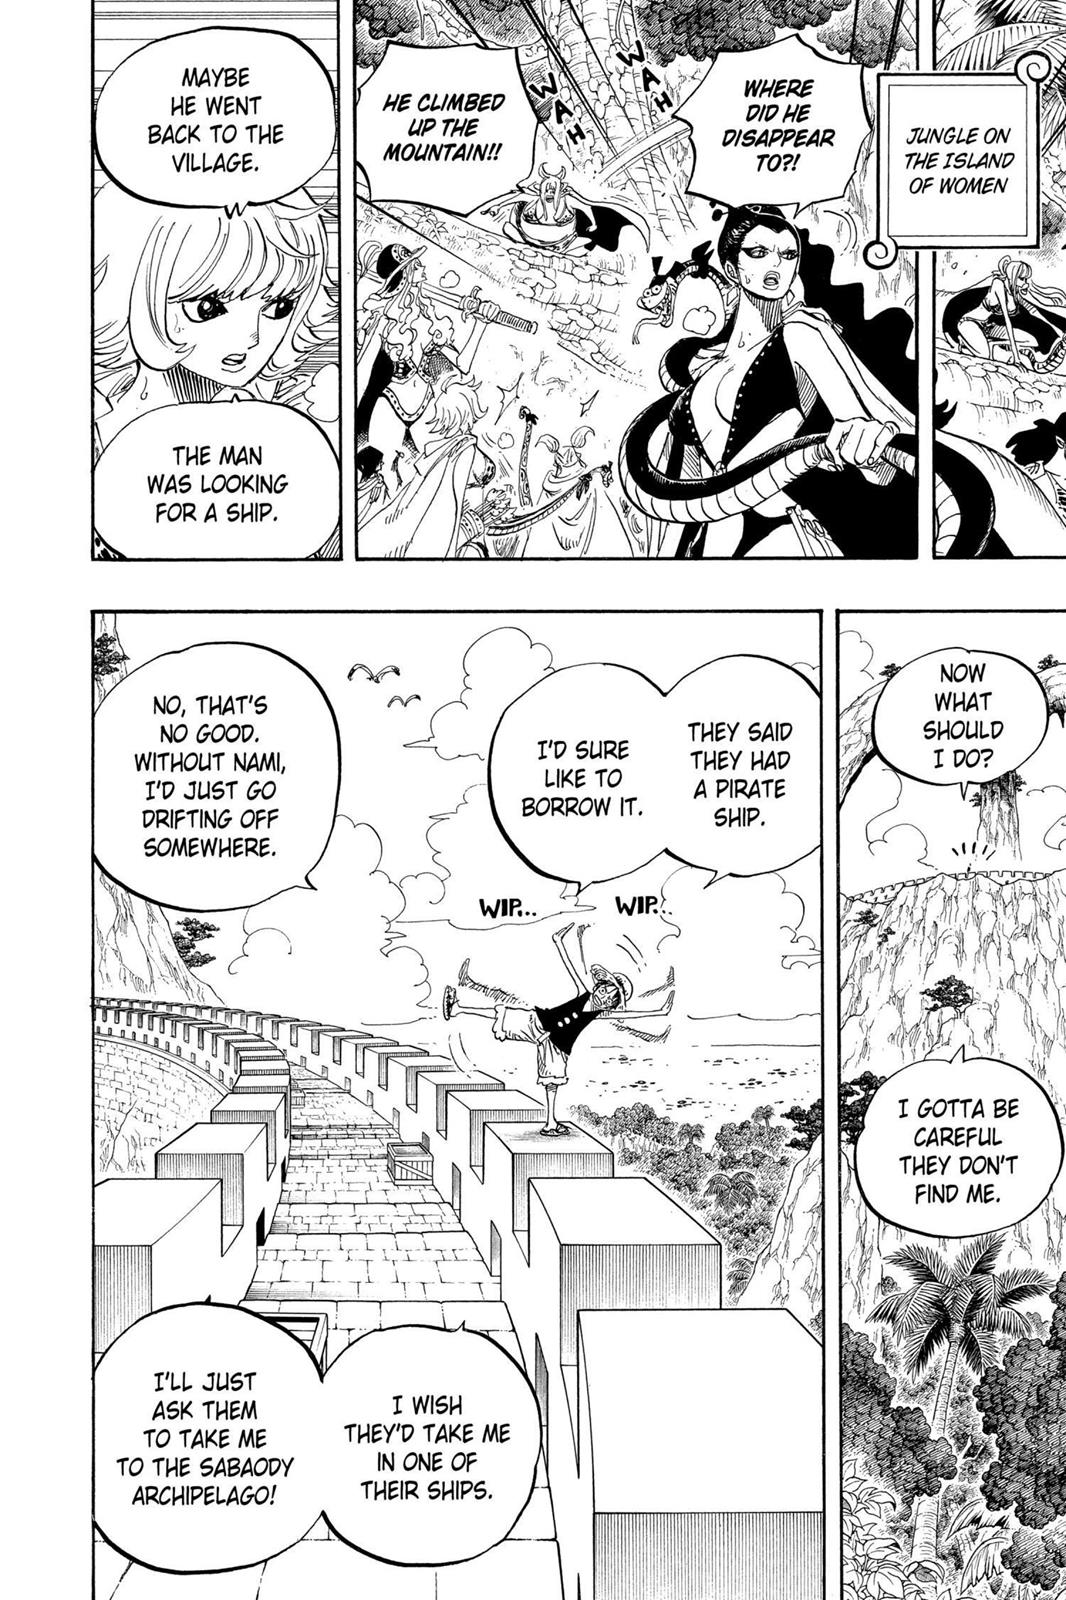 JUNGLE ON
THE ISLAND
OF WOMEN
WHERE
DID HE
DISAPPEAR
TO?!
WAH
WAH
HE CLIMBED
UP THE
MOUNTAIN!!
MAYBE
HE WENT
BACK TO THE
VILLAGE.
THE MAN
WAS LOOKING
FOR A SHIP.
NOW
WHAT
SHOULD
I DO?
I GOTTA BE
CAREFUL
THEY DON'T
FIND ME.
THEY SAID
THEY HAD
A PIRATE
SHIP.
I'D SURE
LIKE TO
BORROW IT.
WIP...
WIP...
NO, THAT'S
NO GOOD.
WITHOUT NAMI,
I'D JUST GO
DRIFTING OFF
SOMEWHERE.
I WISH
THEY'D TAKE ME
IN ONE OF
THEIR SHIPS.
I'LL JUST
ASK THEM
TO TAKE ME
TO THE SABAODY
ARCHIPELAGO!